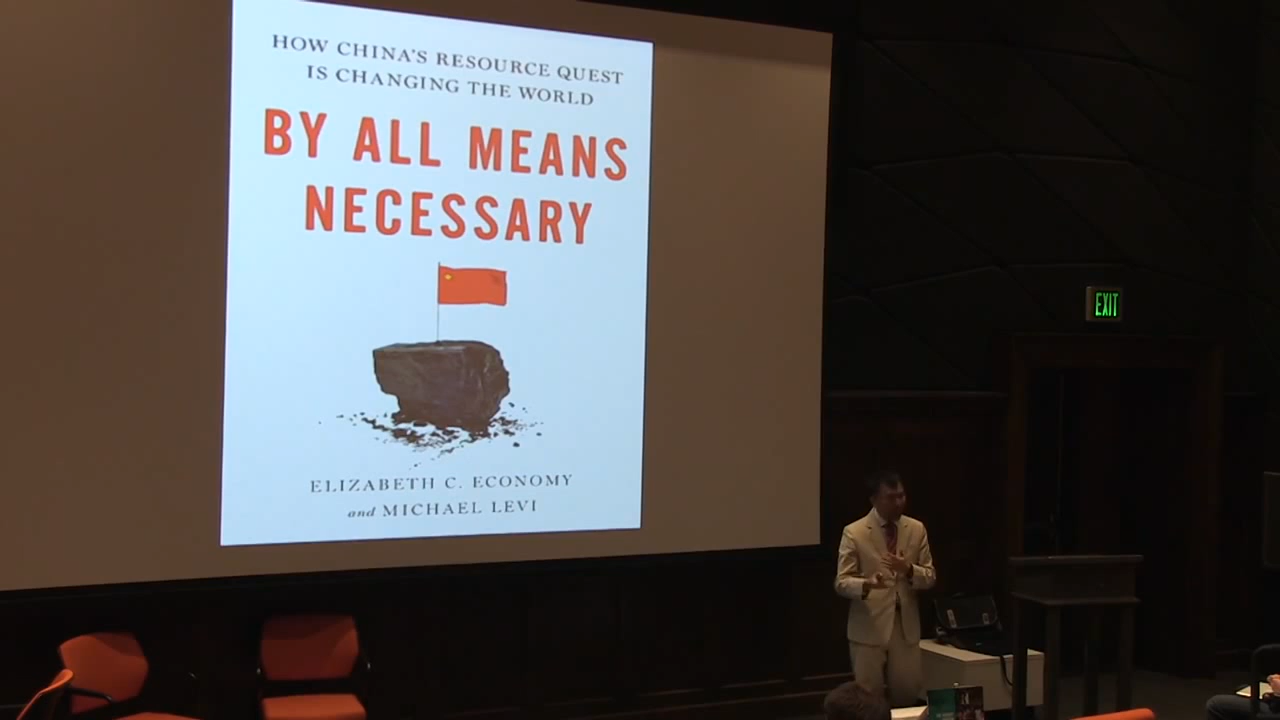 HOW CHINA'S RESOURCE QUEST
IS CHANGING THE WORLD
BY ALL MEANS
NECESSARY
ELIZABETH C. ECONOMY
and MICHAEL LEVI
EXIT